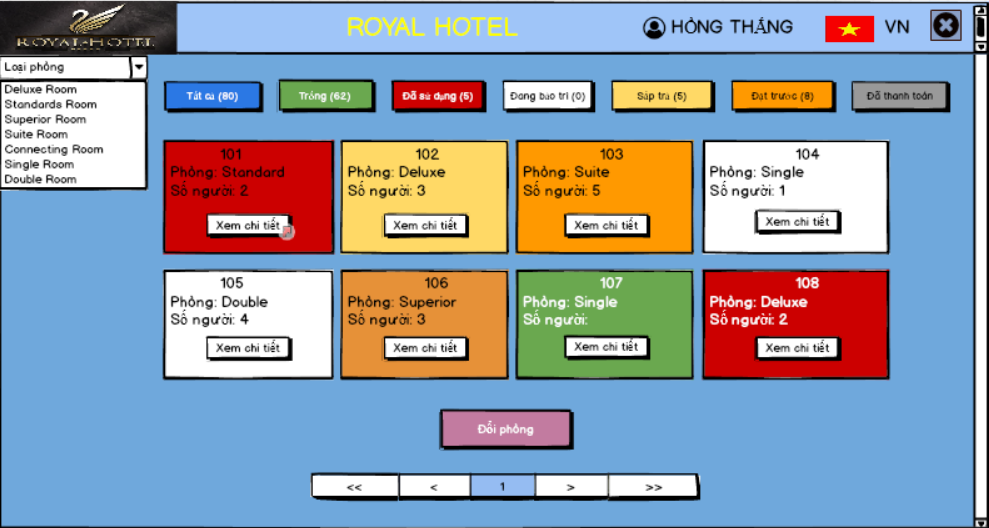 ROYAL HOTEL
ROYAL HOTEL
HỒNG THẮNG
VN
Loại phòng
Deluxe Room
Standards Room
Superior Room
Suite Room
Connecting Room
Single Room
Double Room
Tất cả (80)
Trống (62)
Đã sử dụng (5)
Đang bảo trì (0)
Sắp trả (5)
Đặt trước (8)
Đã thanh toán
101
Phòng: Standard
Số người: 2
Xem chi tiết
102
Phòng: Deluxe
Số người: 3
Xem chi tiết
103
Phòng: Suite
Số người: 5
Xem chi tiết
104
Phòng: Single
Số người: 1
Xem chi tiết
105
Phòng: Double
Số người: 4
Xem chi tiết
106
Phòng: Superior
Số người: 3
Xem chi tiết
107
Phòng: Single
Số người:
Xem chi tiết
108
Phòng: Deluxe
Số người: 2
Xem chi tiết
Đổi phòng
<< < 1 > >>